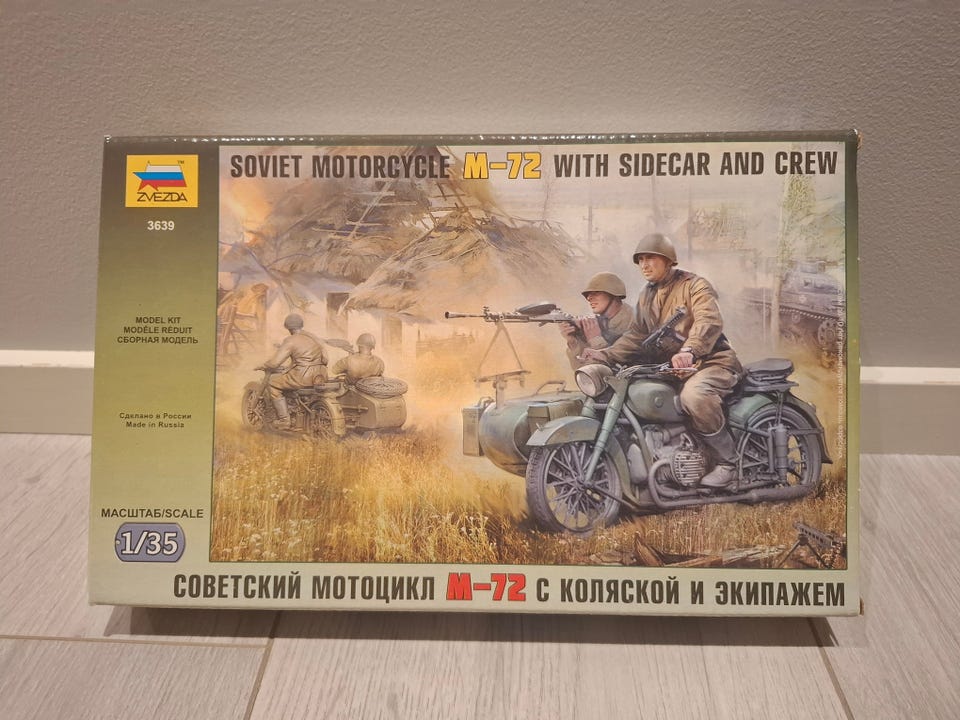 SOVIET MOTORCYCLE M-72 WITH SIDECAR AND CREW
™
ZVEZDA
3639
MODEL KIT
MODÈLE RÉDUIT
СБОРНАЯ МОДЕЛЬ
Сделано в России
Made in Russia
МАСШТАБ/SCALE
1/35
СОВЕТСКИЙ МОТОЦИКЛ М-72 С КОЛЯСКОЙ И ЭКИПАЖЕМ